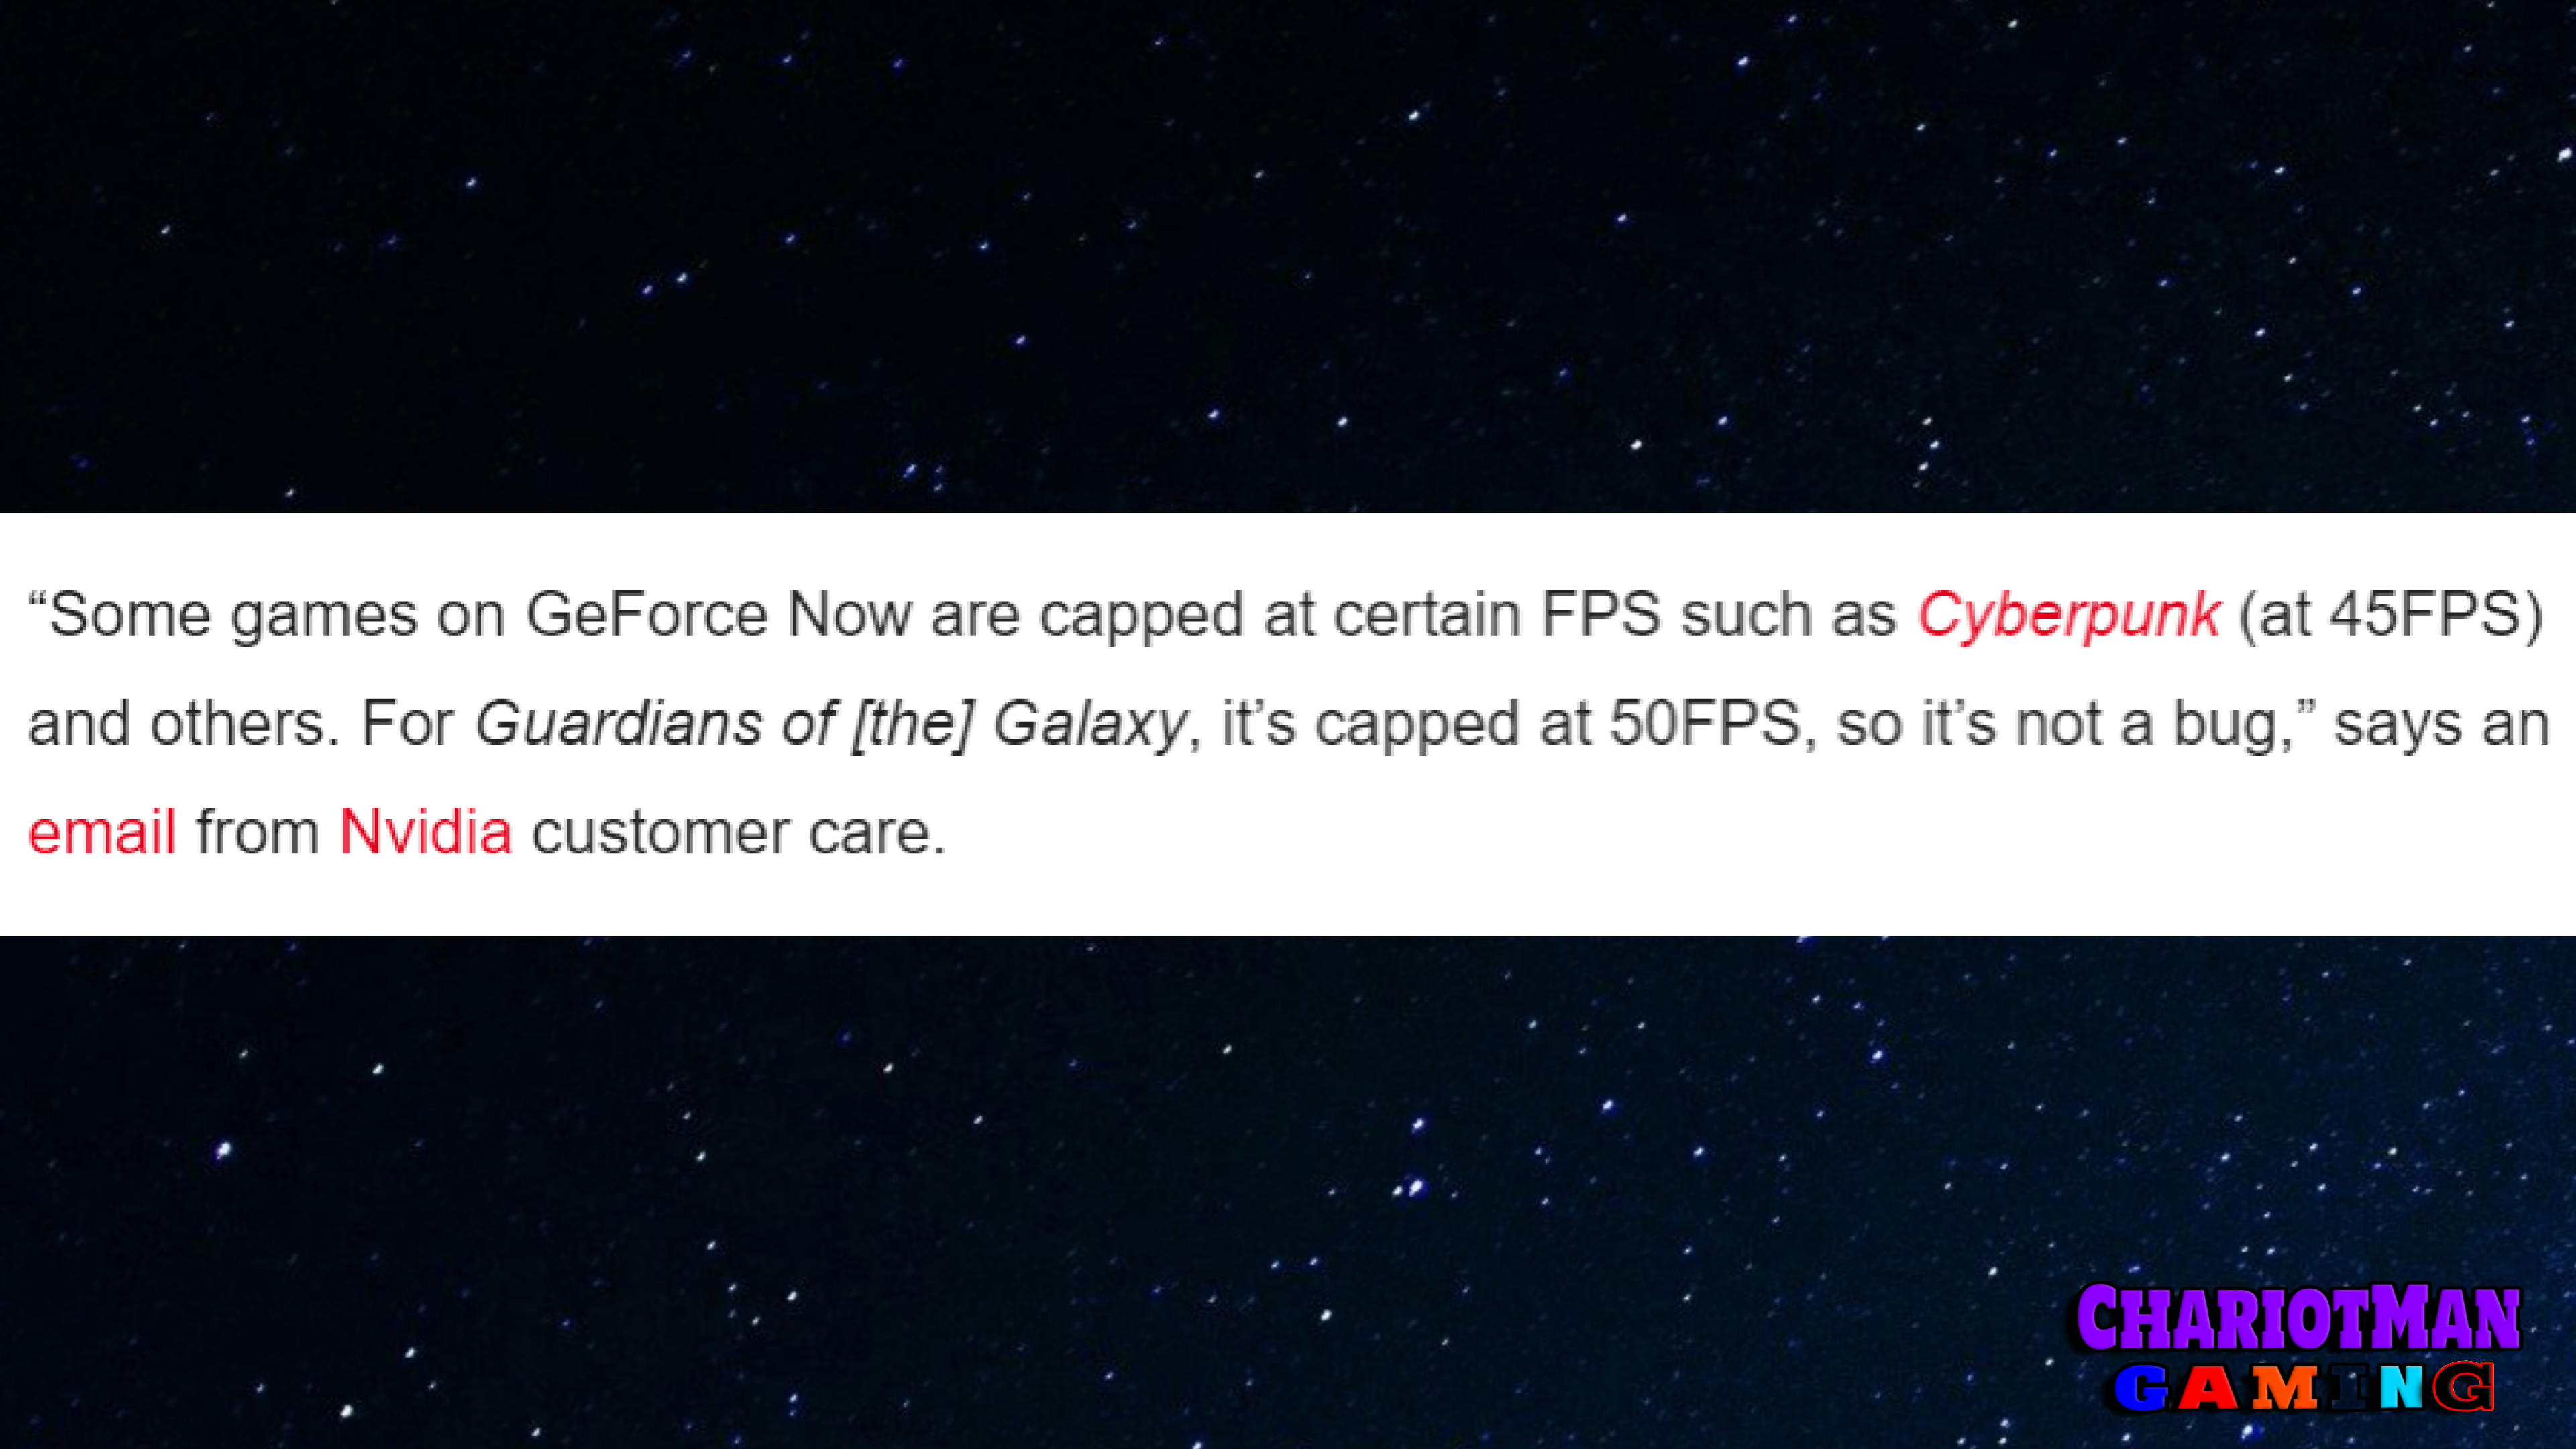 “Some games on GeForce Now are capped at certain FPS such as Cyberpunk (at 45FPS)
and others. For Guardians of [the] Galaxy, it’s capped at 50FPS, so it’s not a bug,” says an
email from Nvidia customer care.
CHARIOTMAN
GAMING